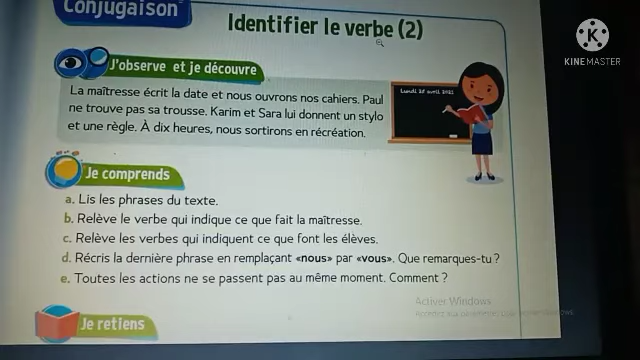 Conjugaison
Identifier le verbe (2)
KINEMASTER
J'observe et je découvre
La maîtresse écrit la date et nous ouvrons nos cahiers. Paul
ne trouve pas sa trousse. Karim et Sara lui donnent un stylo
et une règle. À dix heures, nous sortirons en récréation.
Je comprends
a. Lis les phrases du texte.
b. Relève le verbe qui indique ce que fait la maîtresse.
c. Relève les verbes qui indiquent ce que font les élèves.
d. Récris la dernière phrase en remplaçant «nous» par «vous». Que remarques-tu ?
e. Toutes les actions ne se passent pas au même moment. Comment ?
Activer Windows
Je retiens